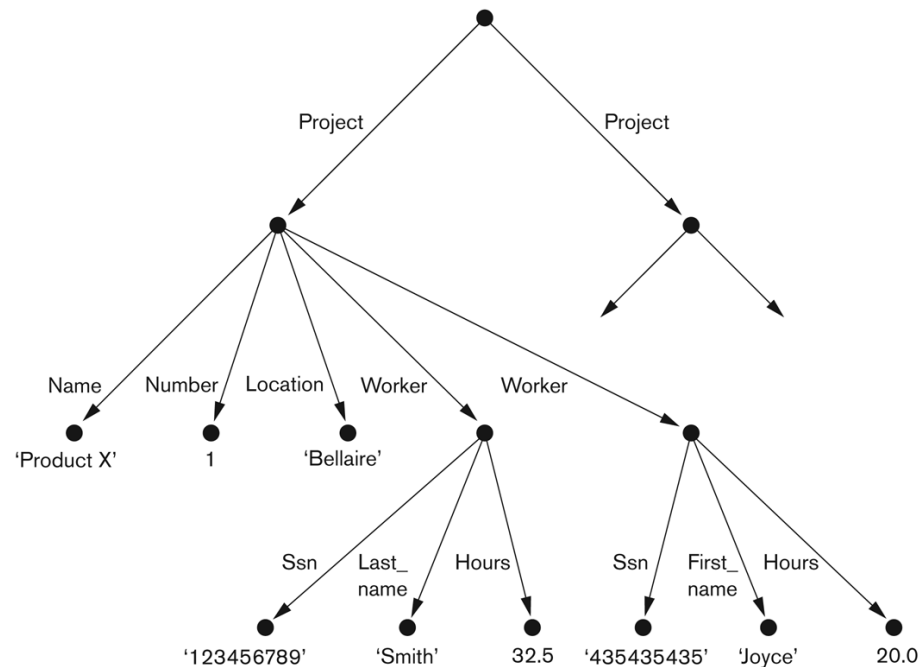 Project Project
Name Number Location Worker Worker
‘Product X’ 1 ‘Bellaire’
Ssn Last_ Hours Ssn First_ Hours
name name
‘123456789’ ‘Smith’ 32.5 ‘435435435’ ‘Joyce’ 20.0